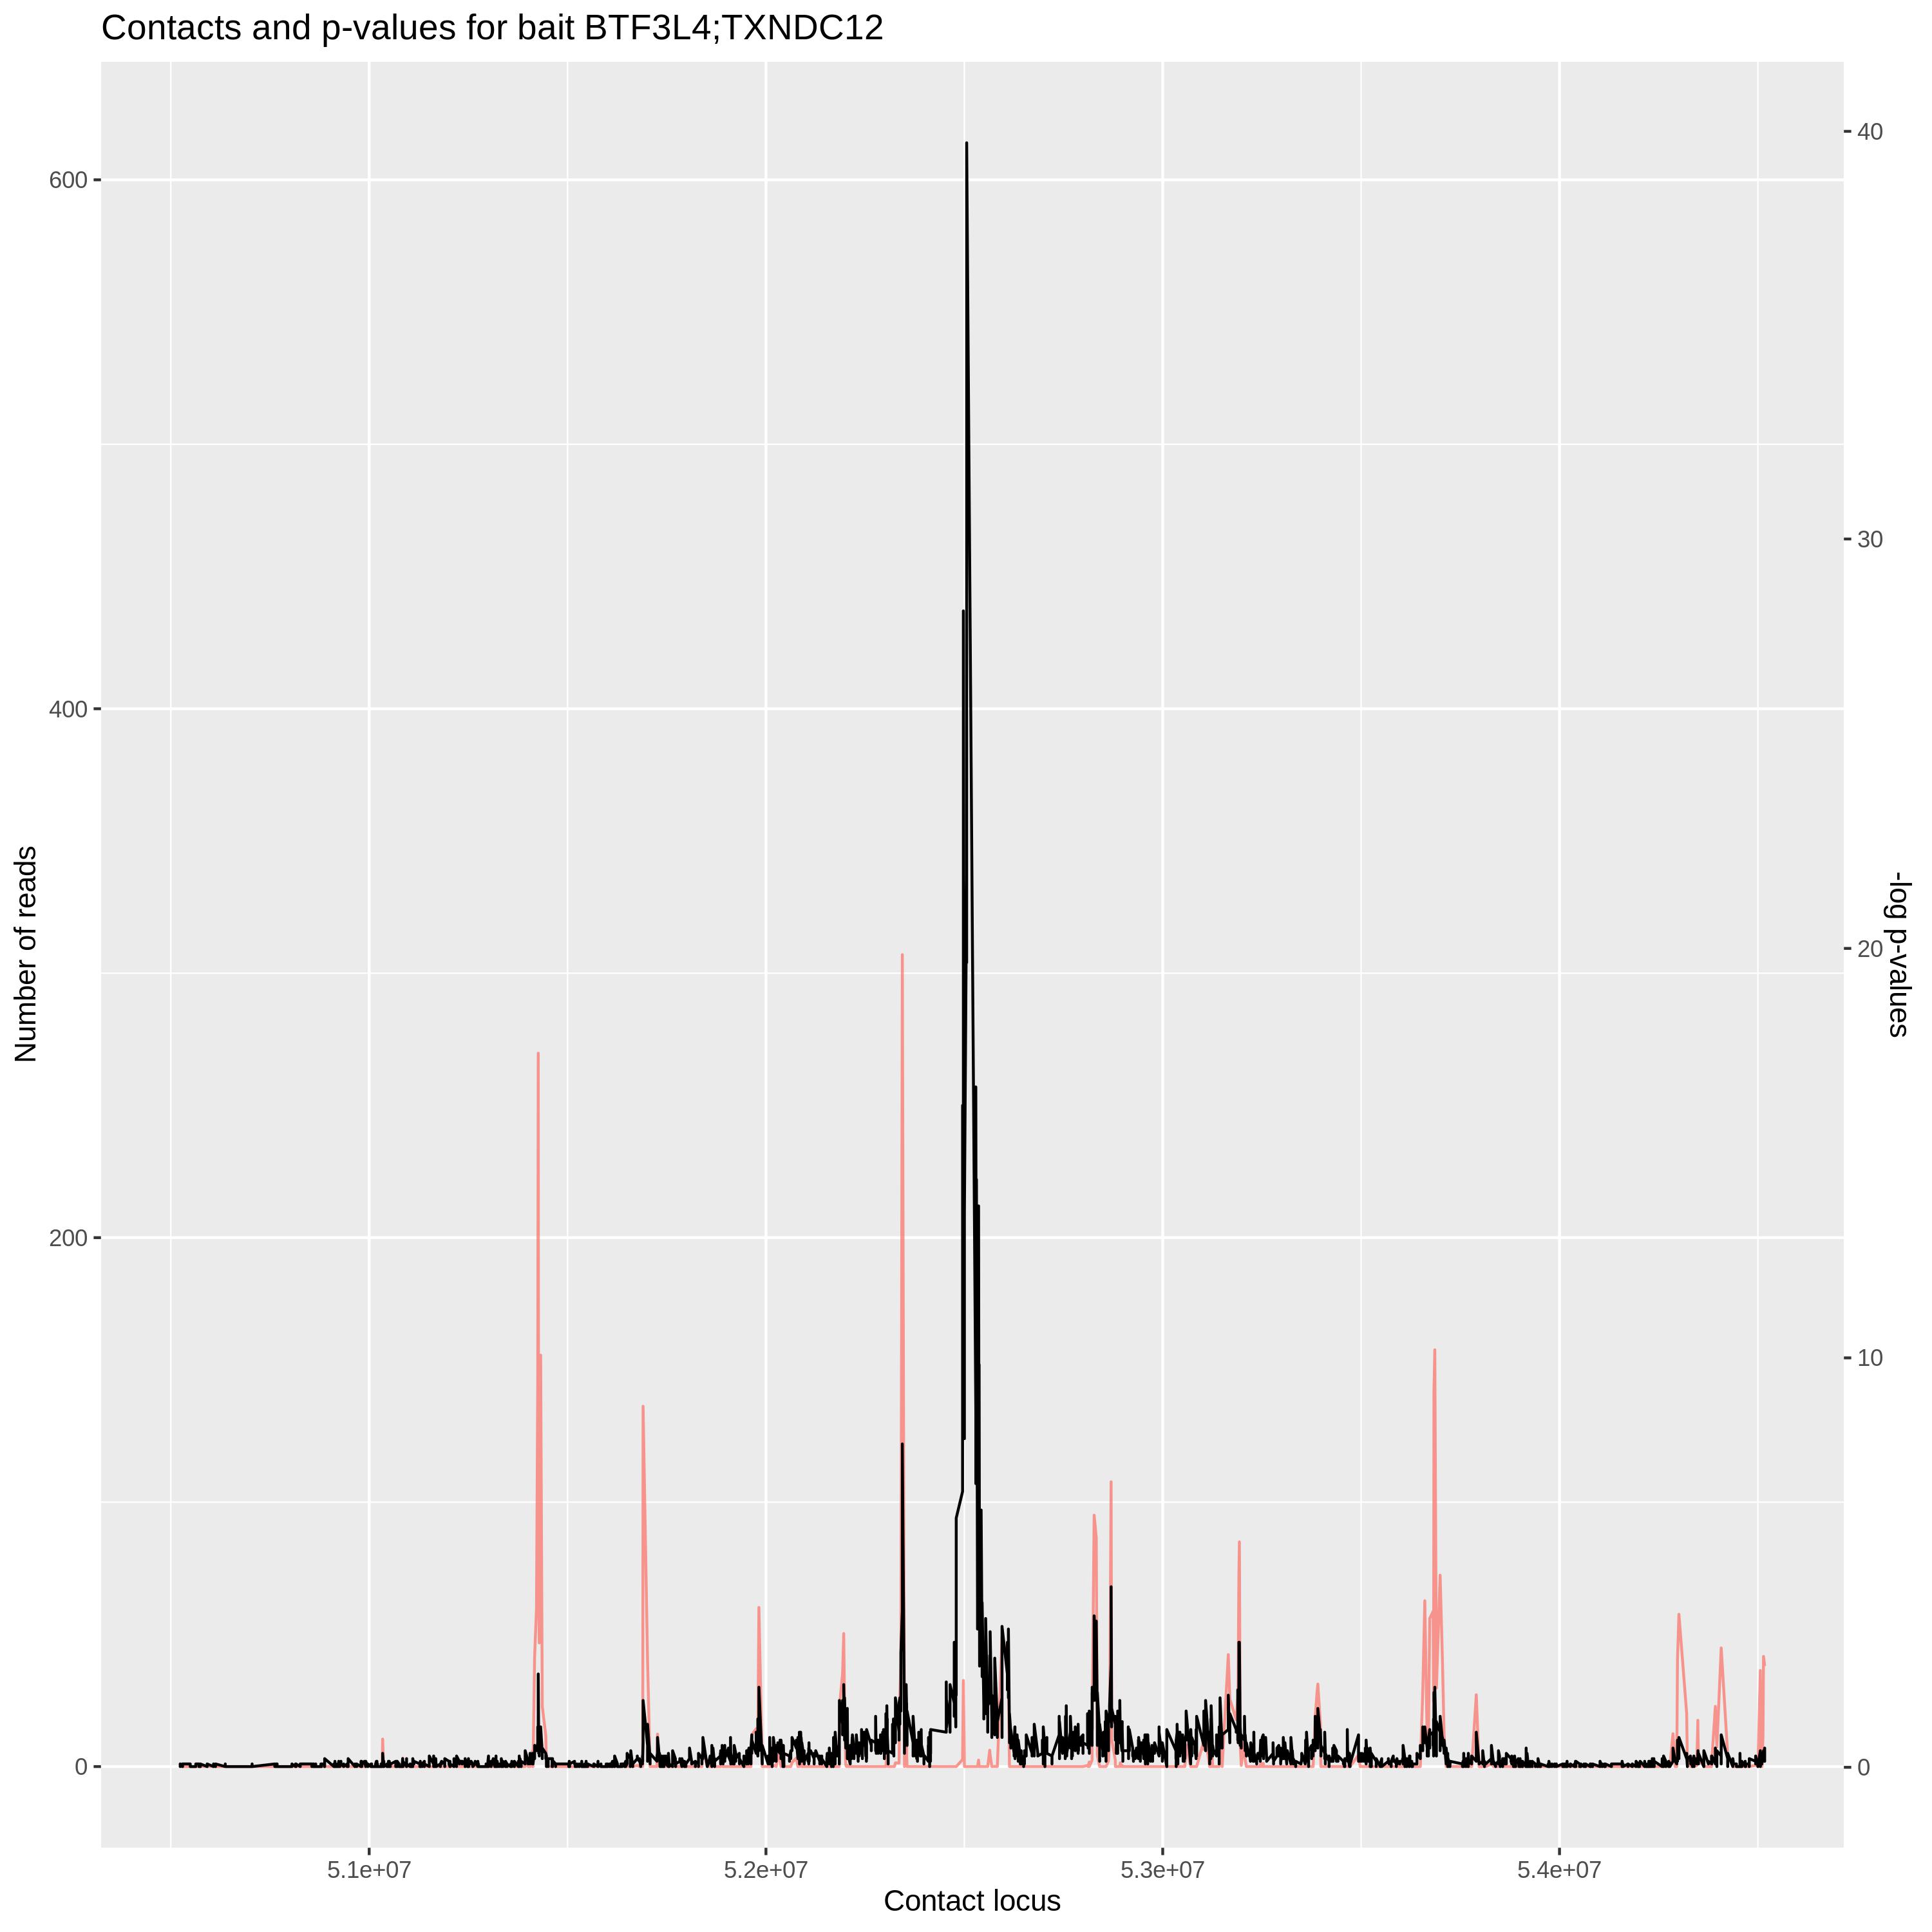 Contacts and p-values for bait BTF3L4;TXNDC12
600
400
200
0
Number of reads
40
30
20
10
0
-log p-values
5.1e+07
5.2e+07
5.3e+07
5.4e+07
Contact locus